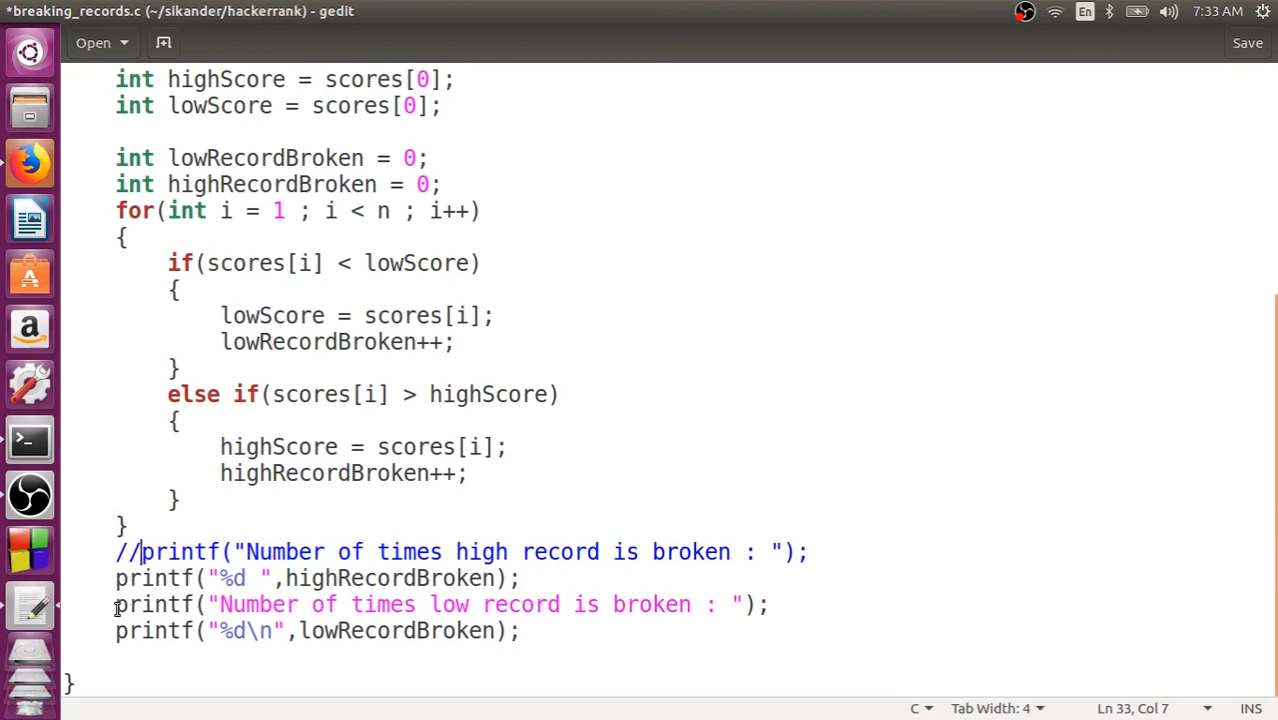 *breaking_records.c (~/sikander/hackerrank) - gedit
En
7:33 AM
Open
Save
int highScore = scores[0];
int lowScore = scores[0];
int lowRecordBroken = 0;
int highRecordBroken = 0;
for(int i = 1 ; i < n ; i++)
{
if(scores[i] < lowScore)
{
lowScore = scores[i];
lowRecordBroken++;
}
else if(scores[i] > highScore)
{
highScore = scores[i];
highRecordBroken++;
}
}
//printf("Number of times high record is broken : ");
printf("%d ",highRecordBroken);
printf("Number of times low record is broken : ");
printf("%d\n",lowRecordBroken);
}
C
Tab Width: 4
Ln 33, Col 7
INS